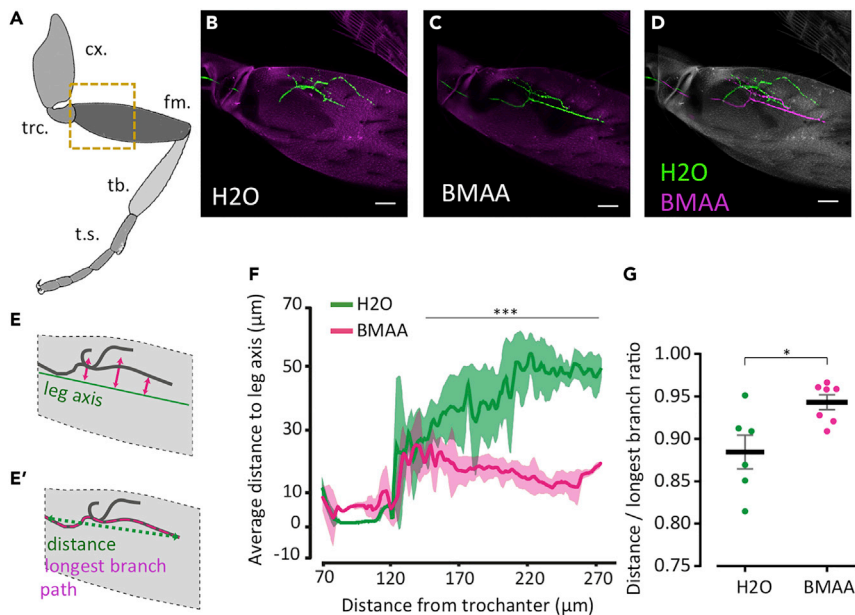 A
cx.
fm.
trc.
tb.
t.s.
B
H2O
C
BMAA
D
H2O
BMAA
E
leg axis
E'
distance
longest branch
path
F
Average distance to leg axis (μm)
70
50
30
10
0
-10
H2O
BMAA
***
70
120
170
220
270
Distance from trochanter (μm)
G
Distance / longest branch ratio
1.00
0.95
0.90
0.85
0.80
0.75
*
H2O
BMAA